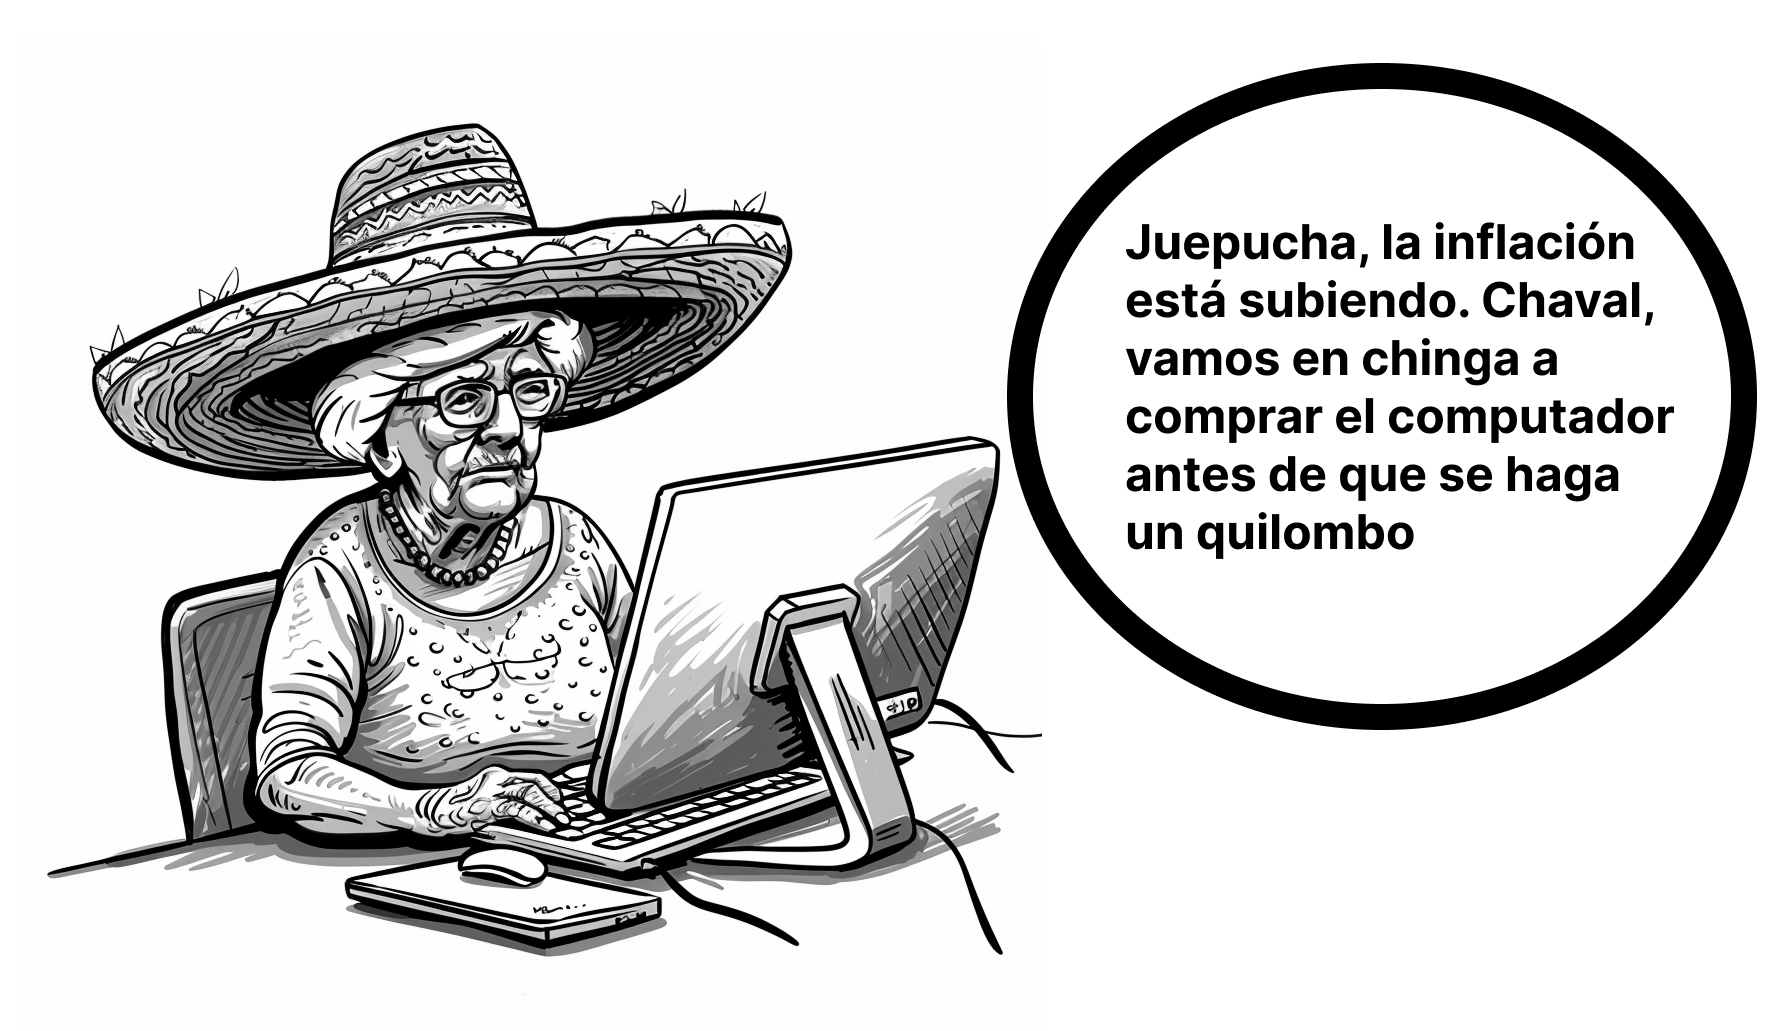 Juepucha, la inflación
está subiendo. Chaval,
vamos en chinga a
comprar el computador
antes de que se haga
un quilombo